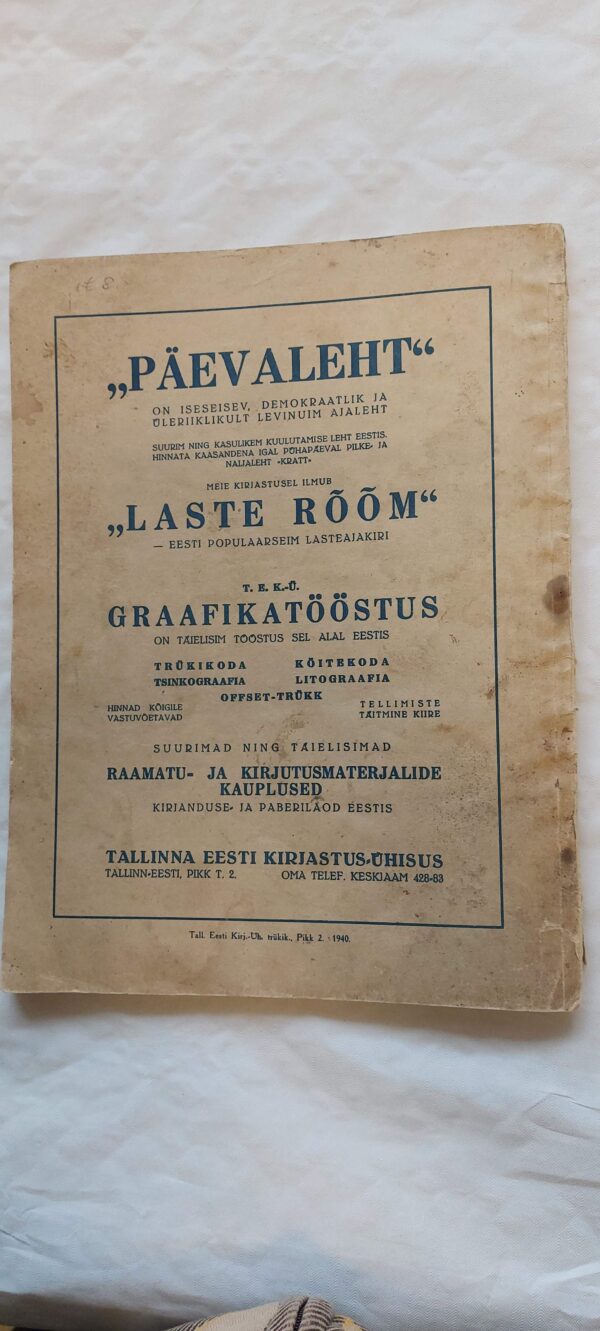 „PÄEVALEHT“
ON ISESEISEV, DEMOKRAATLIK JA
ÜLERIIKLIKULT LEVINUIM AJALEHT
SUURIM NING KASULIKEM KUULUTAMISE LEHT EESTIS.
HINNATA KAASANDENA IGAL PÜHAPÄEVAL PILKE- JA
NALJALEHT «KRATT»
MEIE KIRJASTUSEL ILMUB
„LASTE RÕÕM“
— EESTI POPULAARSEIM LASTEAJAKIRI
T. E. K.-Ü.
GRAAFIKATÖÖSTUS
ON TÄIELISIM TÖÖSTUS SEL ALAL EESTIS
TRÜKIKODA KÖITEKODA
TSINKOGRAAFIA LITOGRAAFIA
OFFSET-TRÜKK
HINNAD KÕIGILE TELLIMISTE
VASTUVÕETAVAD TÄITMINE KIIRE
SUURIMAD NING TÄIELISIMAD
RAAMATU- JA KIRJUTUSMATERJALIDE
KAUPLUSED
KIRJANDUSE- JA PABERILAOD EESTIS
TALLINNA EESTI KIRJASTUS-ÜHISUS
TALLINN-EESTI, PIKK T. 2. OMA TELEF. KESKJAAM 428-83
Tall. Eesti Kirj.-Üh. trükik., Pikk 2. 1940.